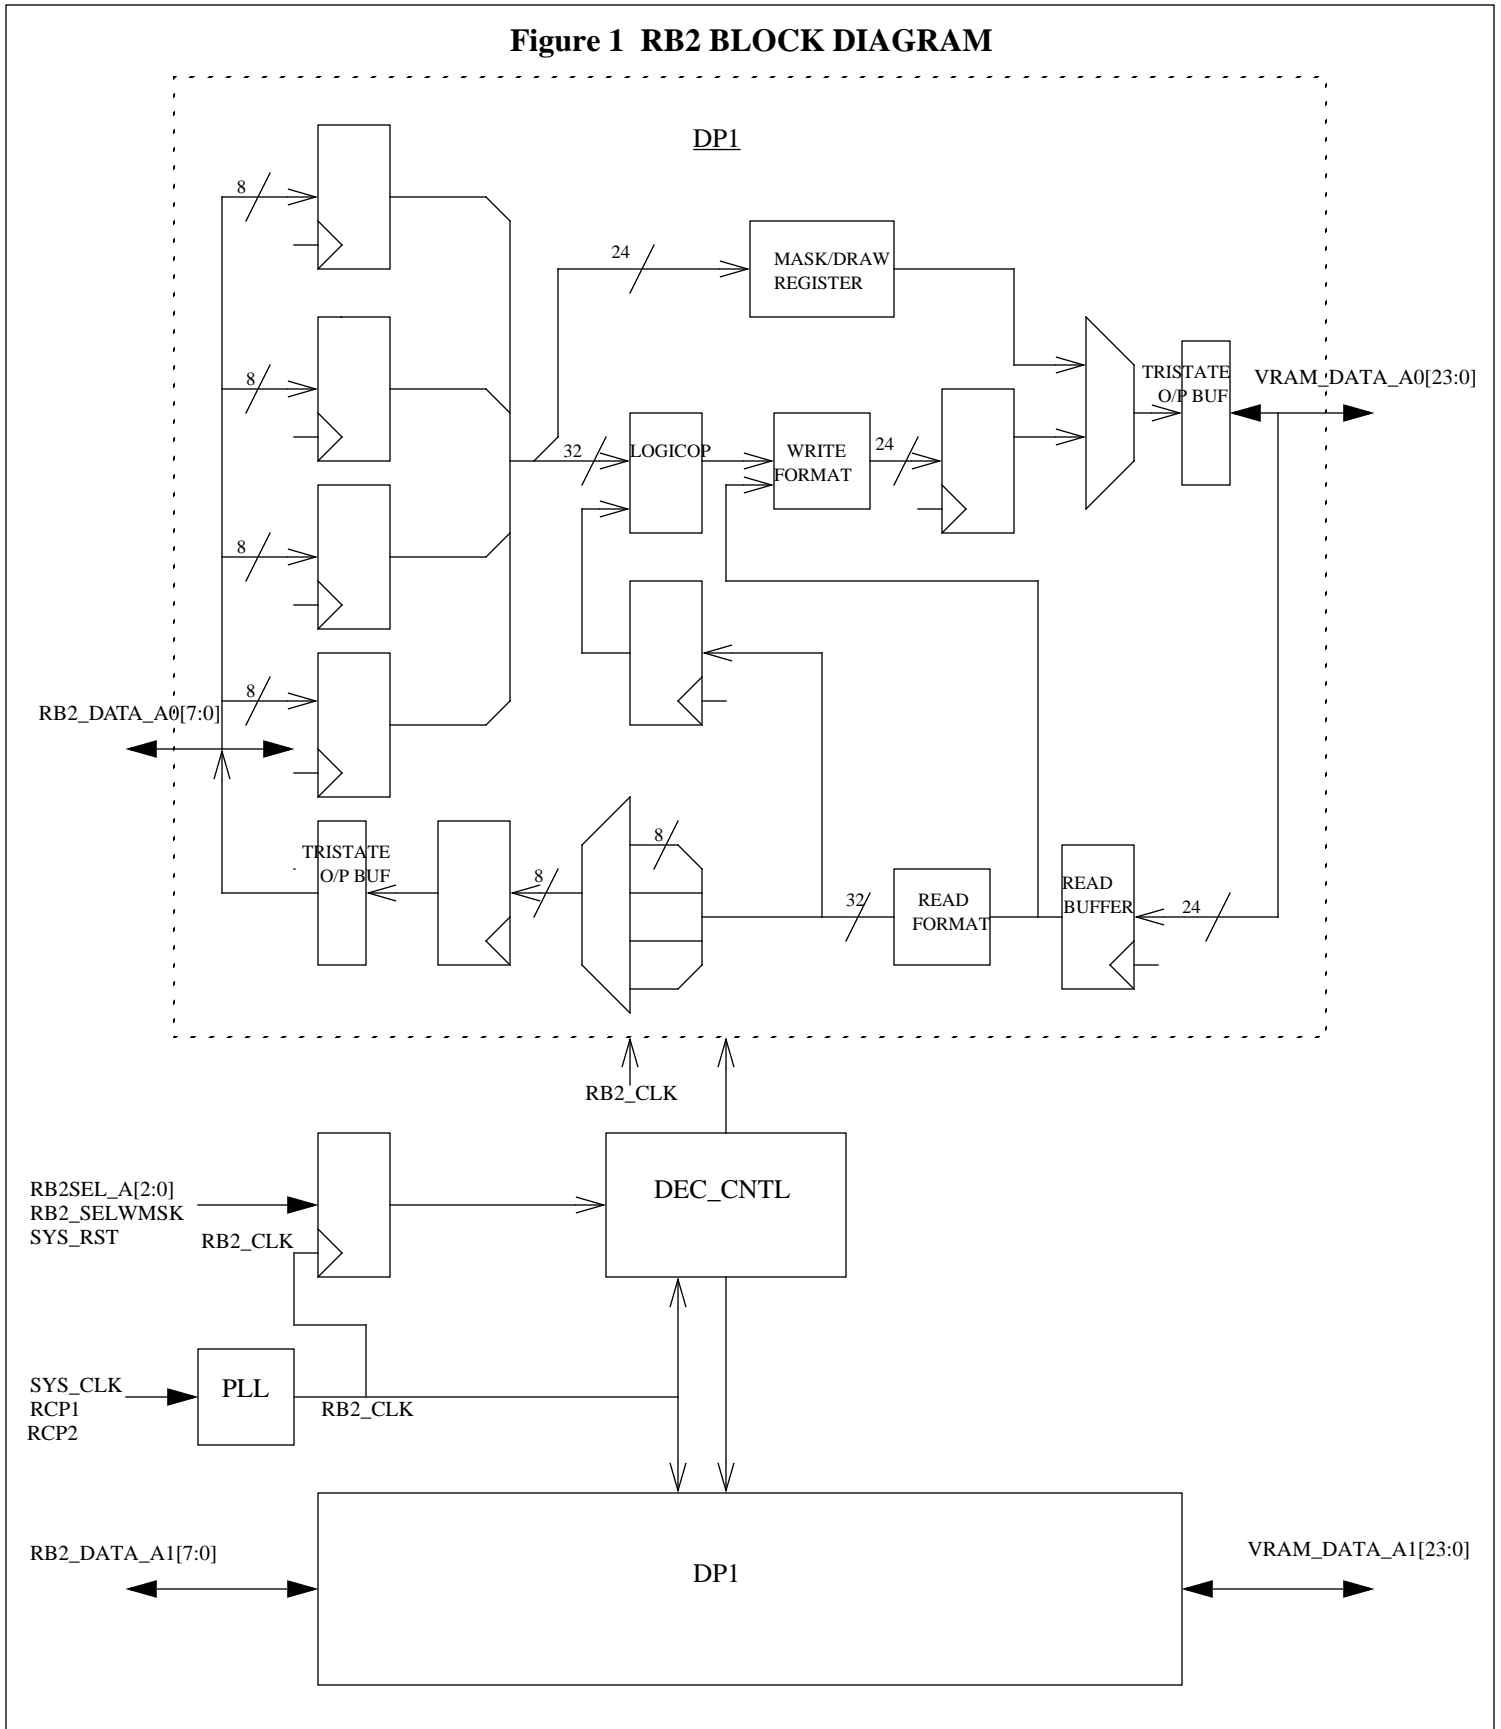 Figure 1 RB2 BLOCK DIAGRAM
DP1
8
24
MASK/DRAW
REGISTER
8
TRISTATE
O/P BUF
VRAM_DATA_A0[23:0]
32
LOGICOP
WRITE
FORMAT
24
8
8
RB2_DATA_A0[7:0]
TRISTATE
O/P BUF
8
8
32
READ
FORMAT
READ
BUFFER
24
RB2_CLK
RB2SEL_A[2:0]
RB2_SELWMSK
SYS_RST
RB2_CLK
DEC_CNTL
SYS_CLK
RCP1
RCP2
PLL
RB2_CLK
RB2_DATA_A1[7:0]
DP1
VRAM_DATA_A1[23:0]